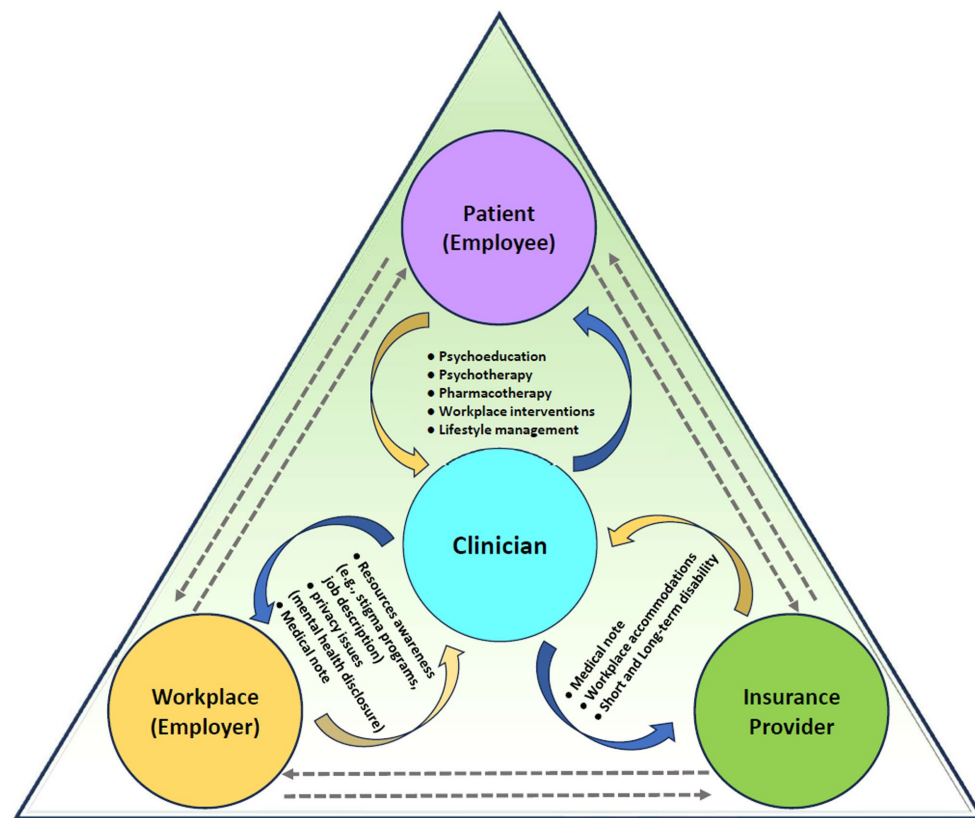 Patient
(Employee)
● Psychoeducation
● Psychotherapy
● Pharmacotherapy
● Workplace interventions
● Lifestyle management
Clinician
● Resources awareness
(e.g., stigma programs,
job description)
● privacy issues
(mental health disclosure)
● Medical note
● Medical note
● Workplace accommodations
● Short and Long-term disability
Workplace
(Employer)
Insurance
Provider